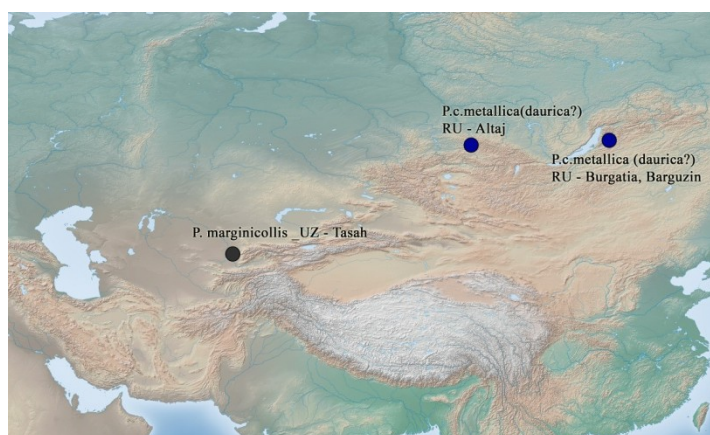 P.c.metallica(daurica?)
RU - Altaj
P.c.metallica (daurica?)
RU - Burgatia, Barguzin
P. marginicollis _UZ - Tasah